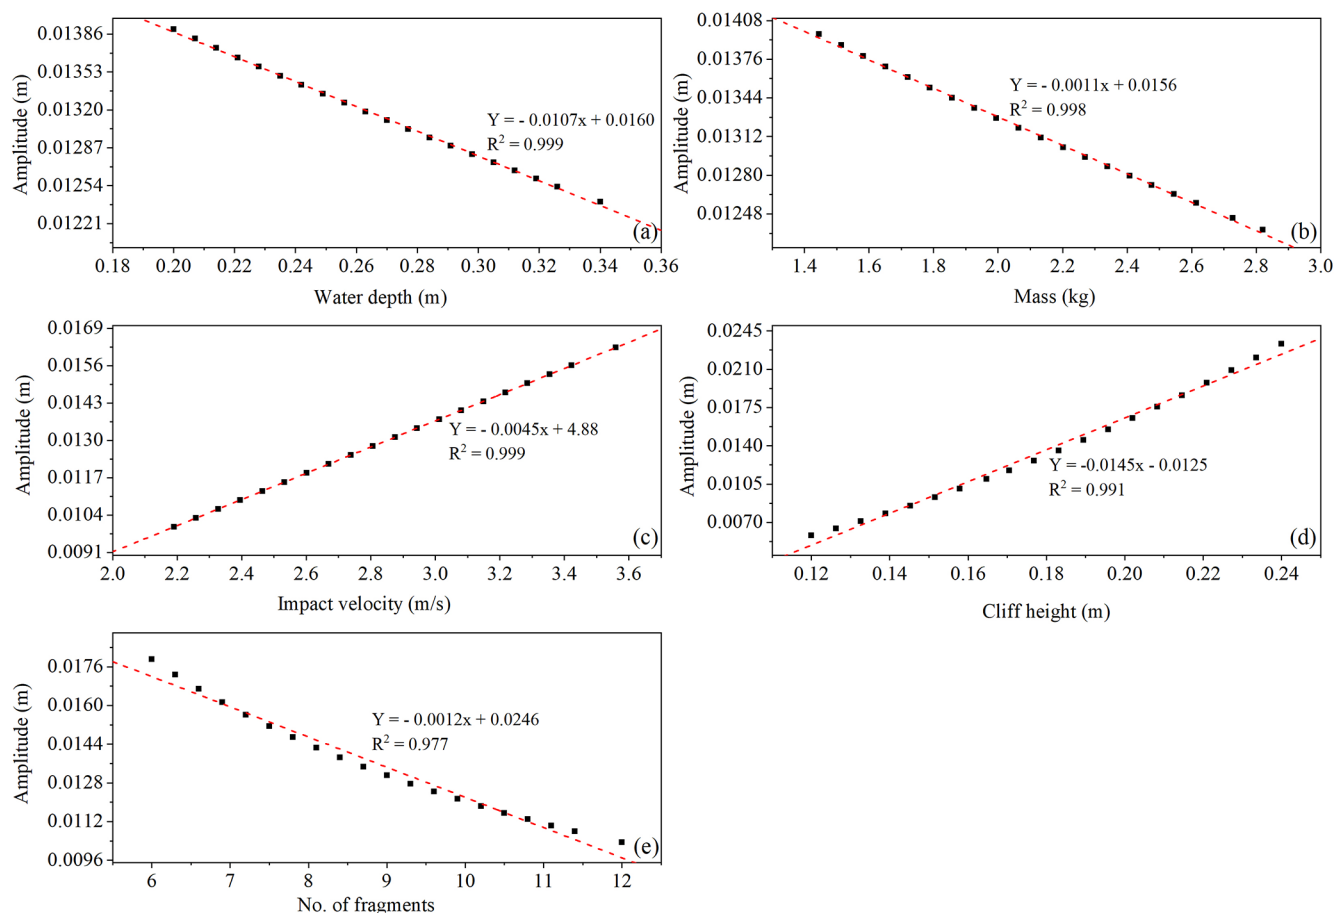 0.01386
0.01353
0.01320
0.01287
0.01254
0.01221
Amplitude (m)
Y = - 0.0107x + 0.0160
R² = 0.999
(a)
0.18 0.20 0.22 0.24 0.26 0.28 0.30 0.32 0.34 0.36
Water depth (m)
0.01408
0.01376
0.01344
0.01312
0.01280
0.01248
Amplitude (m)
Y = - 0.0011x + 0.0156
R² = 0.998
(b)
1.4 1.6 1.8 2.0 2.2 2.4 2.6 2.8 3.0
Mass (kg)
0.0169
0.0156
0.0143
0.0130
0.0117
0.0104
0.0091
Amplitude (m)
Y = - 0.0045x + 4.88
R² = 0.999
(c)
2.0 2.2 2.4 2.6 2.8 3.0 3.2 3.4 3.6
Impact velocity (m/s)
0.0245
0.0210
0.0175
0.0140
0.0105
0.0070
Amplitude (m)
Y = -0.0145x - 0.0125
R² = 0.991
(d)
0.12 0.14 0.16 0.18 0.20 0.22 0.24
Cliff height (m)
0.0176
0.0160
0.0144
0.0128
0.0112
0.0096
Amplitude (m)
Y = - 0.0012x + 0.0246
R² = 0.977
(e)
6 7 8 9 10 11 12
No. of fragments